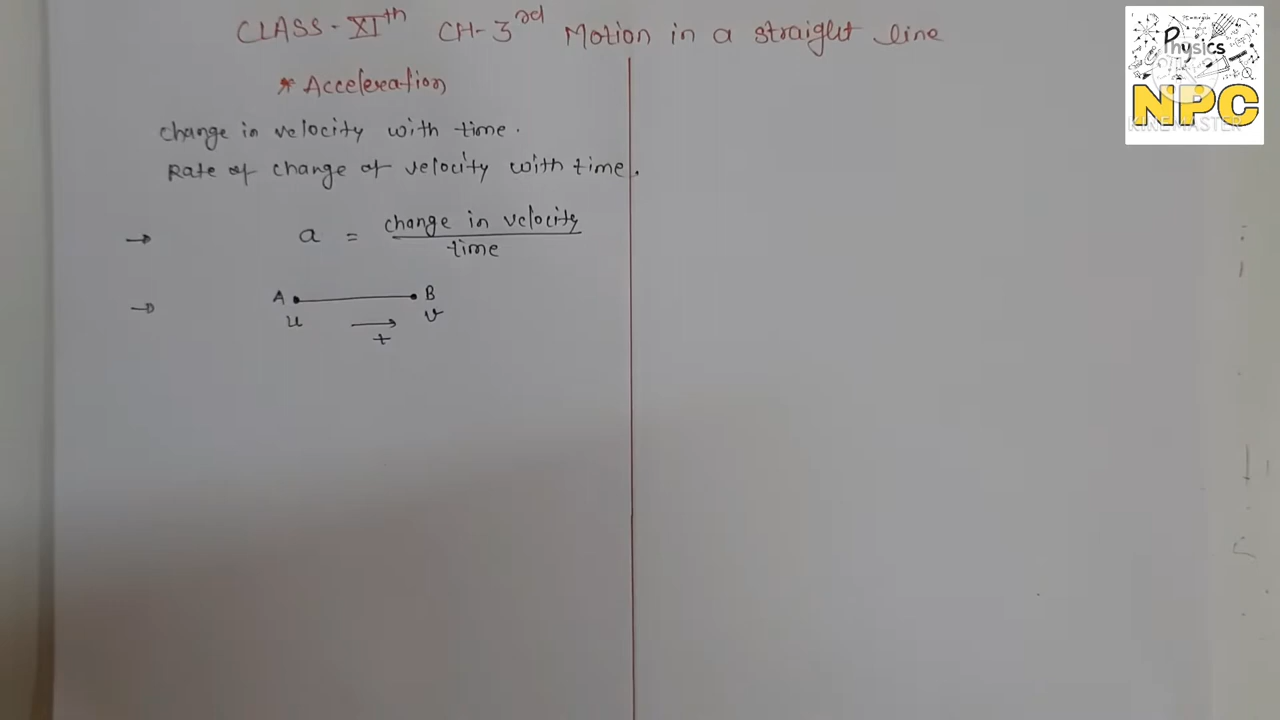 CLASS-XIth CH-3rd Motion in a straight line
* Acceleration
change in velocity with time.
Rate of change of velocity with time.
→ a = change in velocity
time
→ A B
u v
→
t
Physics
NPC
KINEMASTER